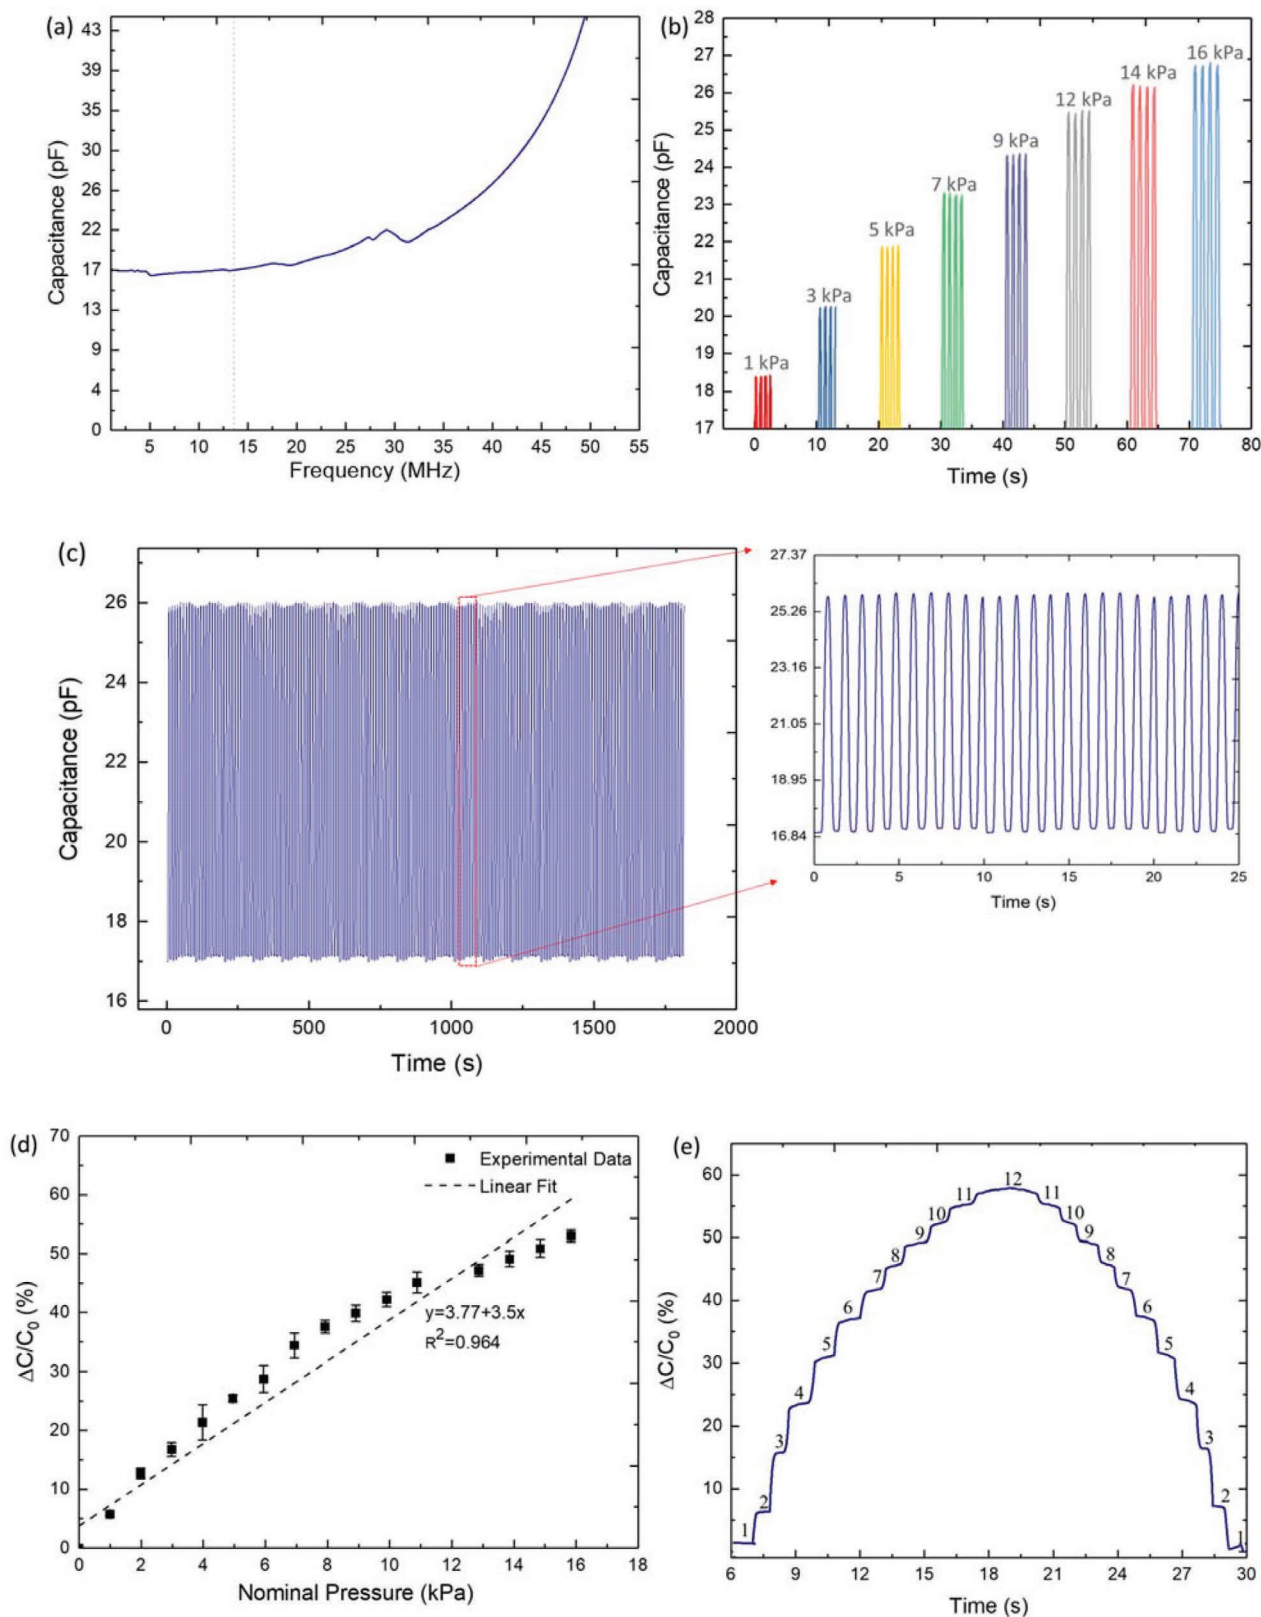 (a)
43
39
35
30
26
22
17
13
9
4
0
Capacitance (pF)
5 10 15 20 25 30 35 40 45 50 55
Frequency (MHz)
(b)
28
27
26
25
24
23
22
21
20
19
18
17
Capacitance (pF)
1 kPa
3 kPa
5 kPa
7 kPa
9 kPa
12 kPa
14 kPa
16 kPa
0 10 20 30 40 50 60 70 80
Time (s)
(c)
26
24
22
20
18
16
Capacitance (pF)
0 500 1000 1500 2000
Time (s)
27.37
25.26
23.16
21.05
18.95
16.84
0 5 10 15 20 25
Time (s)
(d)
70
60
50
40
30
20
10
0
ΔC/C₀ (%)
Experimental Data
Linear Fit
y=3.77+3.5x
R²=0.964
0 2 4 6 8 10 12 14 16 18
Nominal Pressure (kPa)
(e)
60
50
40
30
20
10
ΔC/C₀ (%)
1 2 3 4 5 6 7 8 9 10 11 12 11 10 9 8 7 6 5 4 3 2 1
6 9 12 15 18 21 24 27 30
Time (s)